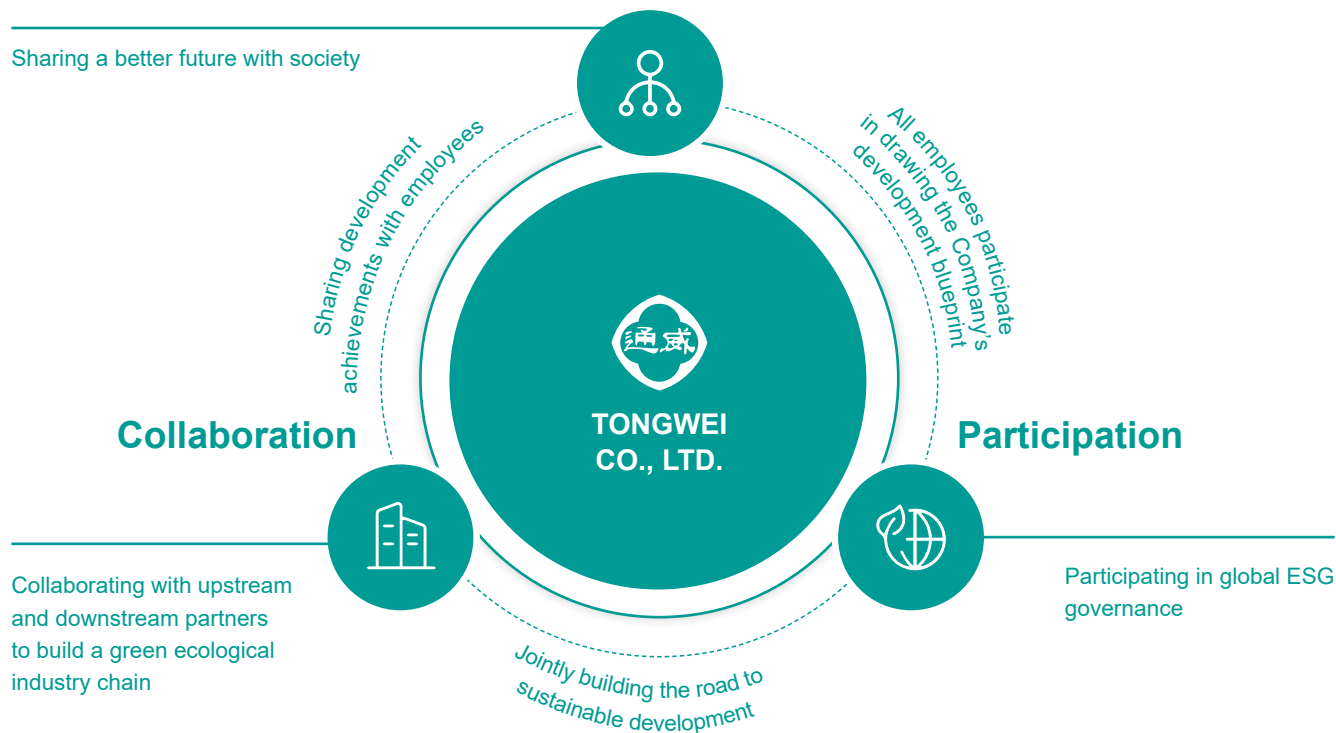 Sharing a better future with society
Sharing development
achievements with employees
All employees participate
in drawing the Company's
development blueprint
通威
TONGWEI
CO., LTD.
Collaboration
Participation
Collaborating with upstream
and downstream partners
to build a green ecological
industry chain
Participating in global ESG
governance
Jointly building the road to
sustainable development